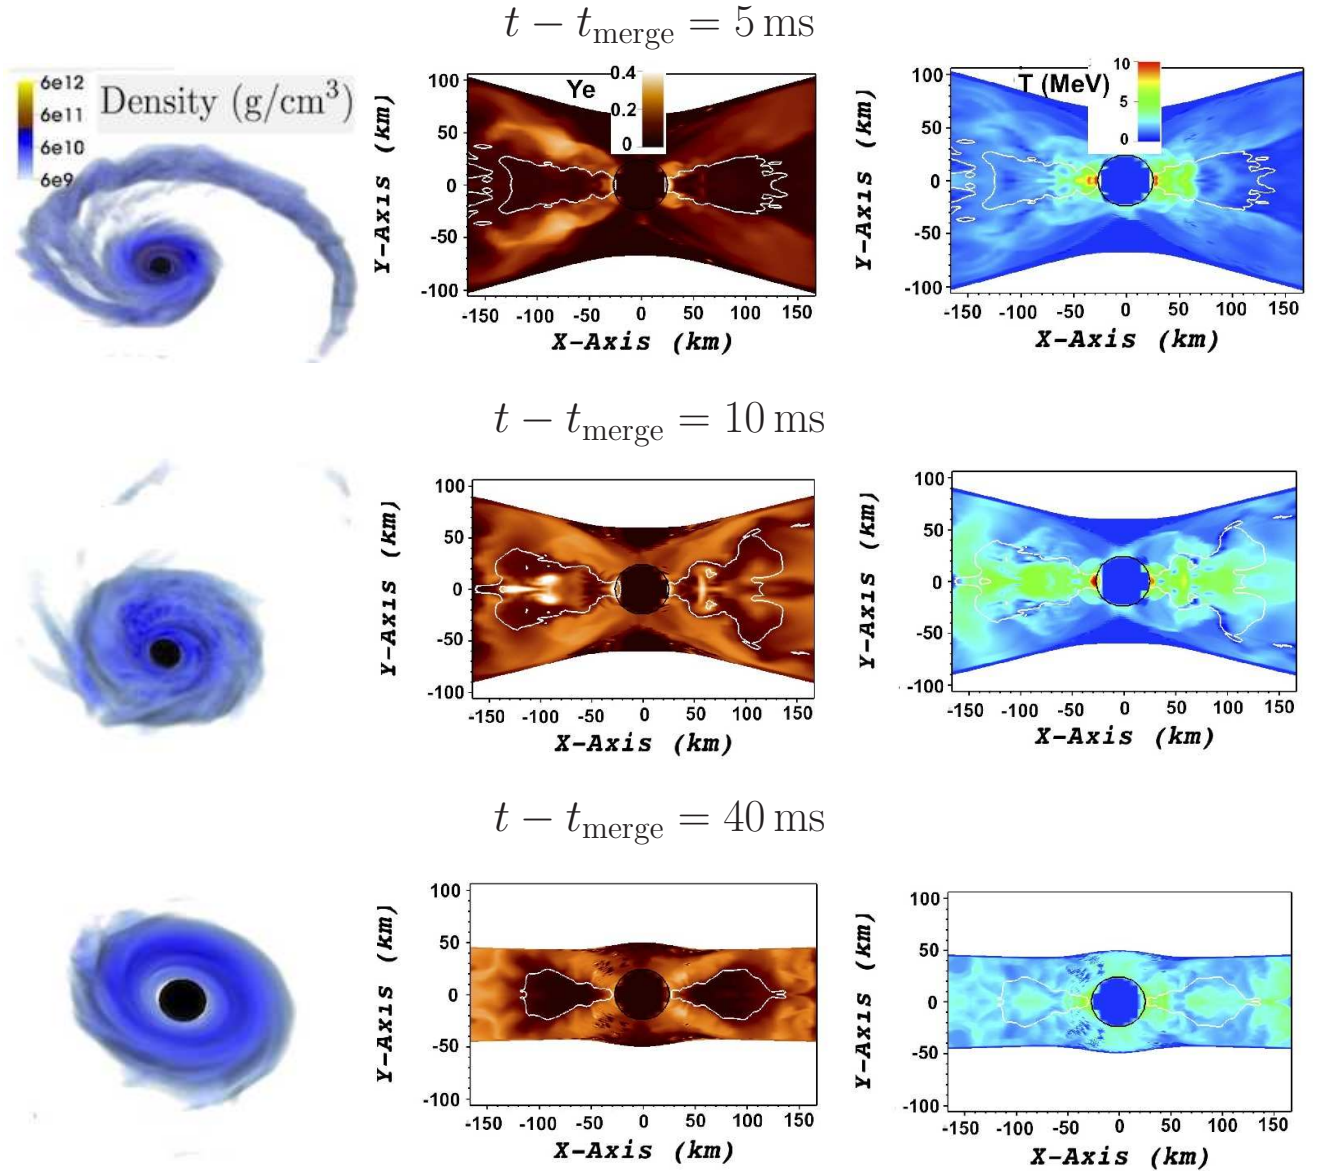 t − t_merge = 5 ms
6e12
6e11
6e10
6e9
Density (g/cm³)
Ye
0.4
0.2
0
100
50
0
-50
-100
Y-Axis (km)
-150 -100 -50 0 50 100 150
X-Axis (km)
T (MeV)
10
5
0
100
50
0
-50
-100
Y-Axis (km)
-150 -100 -50 0 50 100 150
X-Axis (km)
t − t_merge = 10 ms
100
50
0
-50
-100
Y-Axis (km)
-150 -100 -50 0 50 100 150
X-Axis (km)
100
50
0
-50
-100
Y-Axis (km)
-150 -100 -50 0 50 100 150
X-Axis (km)
t − t_merge = 40 ms
100
50
0
-50
-100
Y-Axis (km)
-150 -100 -50 0 50 100 150
X-Axis (km)
100
50
0
-50
-100
Y-Axis (km)
-150 -100 -50 0 50 100 150
X-Axis (km)